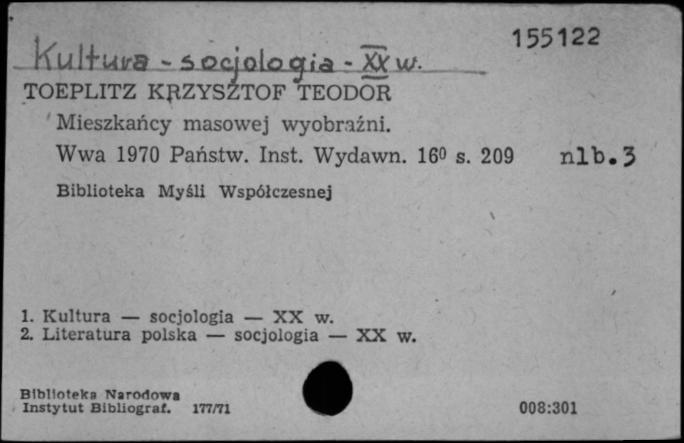 155122
Kultura - socjologia - XX w.
TOEPLITZ KRZYSZTOF TEODOR
Mieszkańcy masowej wyobraźni.
Wwa 1970 Państw. Inst. Wydawn. 16⁰ s. 209 nlb.3
Biblioteka Myśli Współczesnej
1. Kultura — socjologia — XX w.
2. Literatura polska — socjologia — XX w.
Biblioteka Narodowa
Instytut Bibliograf. 177/71 008:301